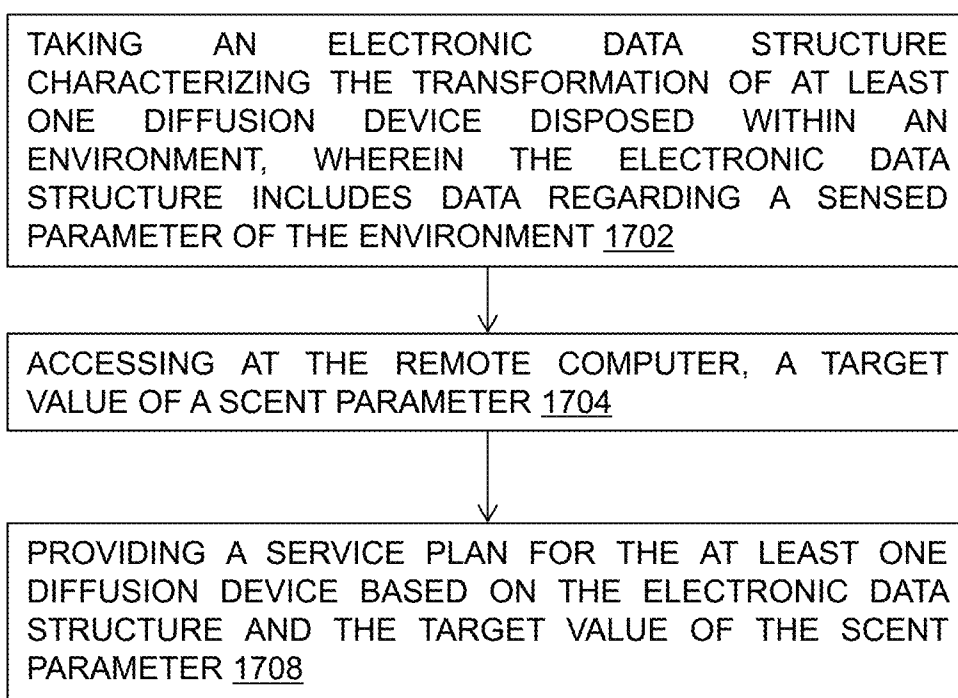 TAKING AN ELECTRONIC DATA STRUCTURE
CHARACTERIZING THE TRANSFORMATION OF AT LEAST
ONE DIFFUSION DEVICE DISPOSED WITHIN AN
ENVIRONMENT, WHEREIN THE ELECTRONIC DATA
STRUCTURE INCLUDES DATA REGARDING A SENSED
PARAMETER OF THE ENVIRONMENT 1702
ACCESSING AT THE REMOTE COMPUTER, A TARGET
VALUE OF A SCENT PARAMETER 1704
PROVIDING A SERVICE PLAN FOR THE AT LEAST ONE
DIFFUSION DEVICE BASED ON THE ELECTRONIC DATA
STRUCTURE AND THE TARGET VALUE OF THE SCENT
PARAMETER 1708